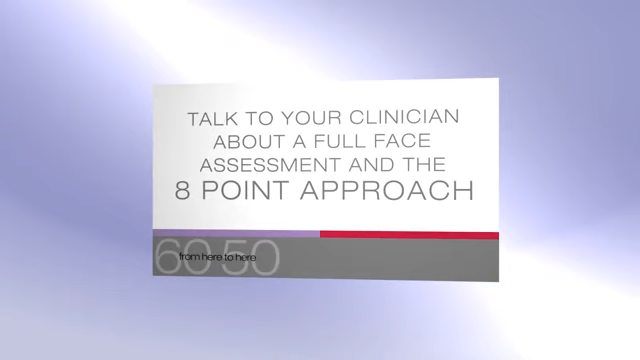 TALK TO YOUR CLINICIAN
ABOUT A FULL FACE
ASSESSMENT AND THE
8 POINT APPROACH
60 50
from here to here